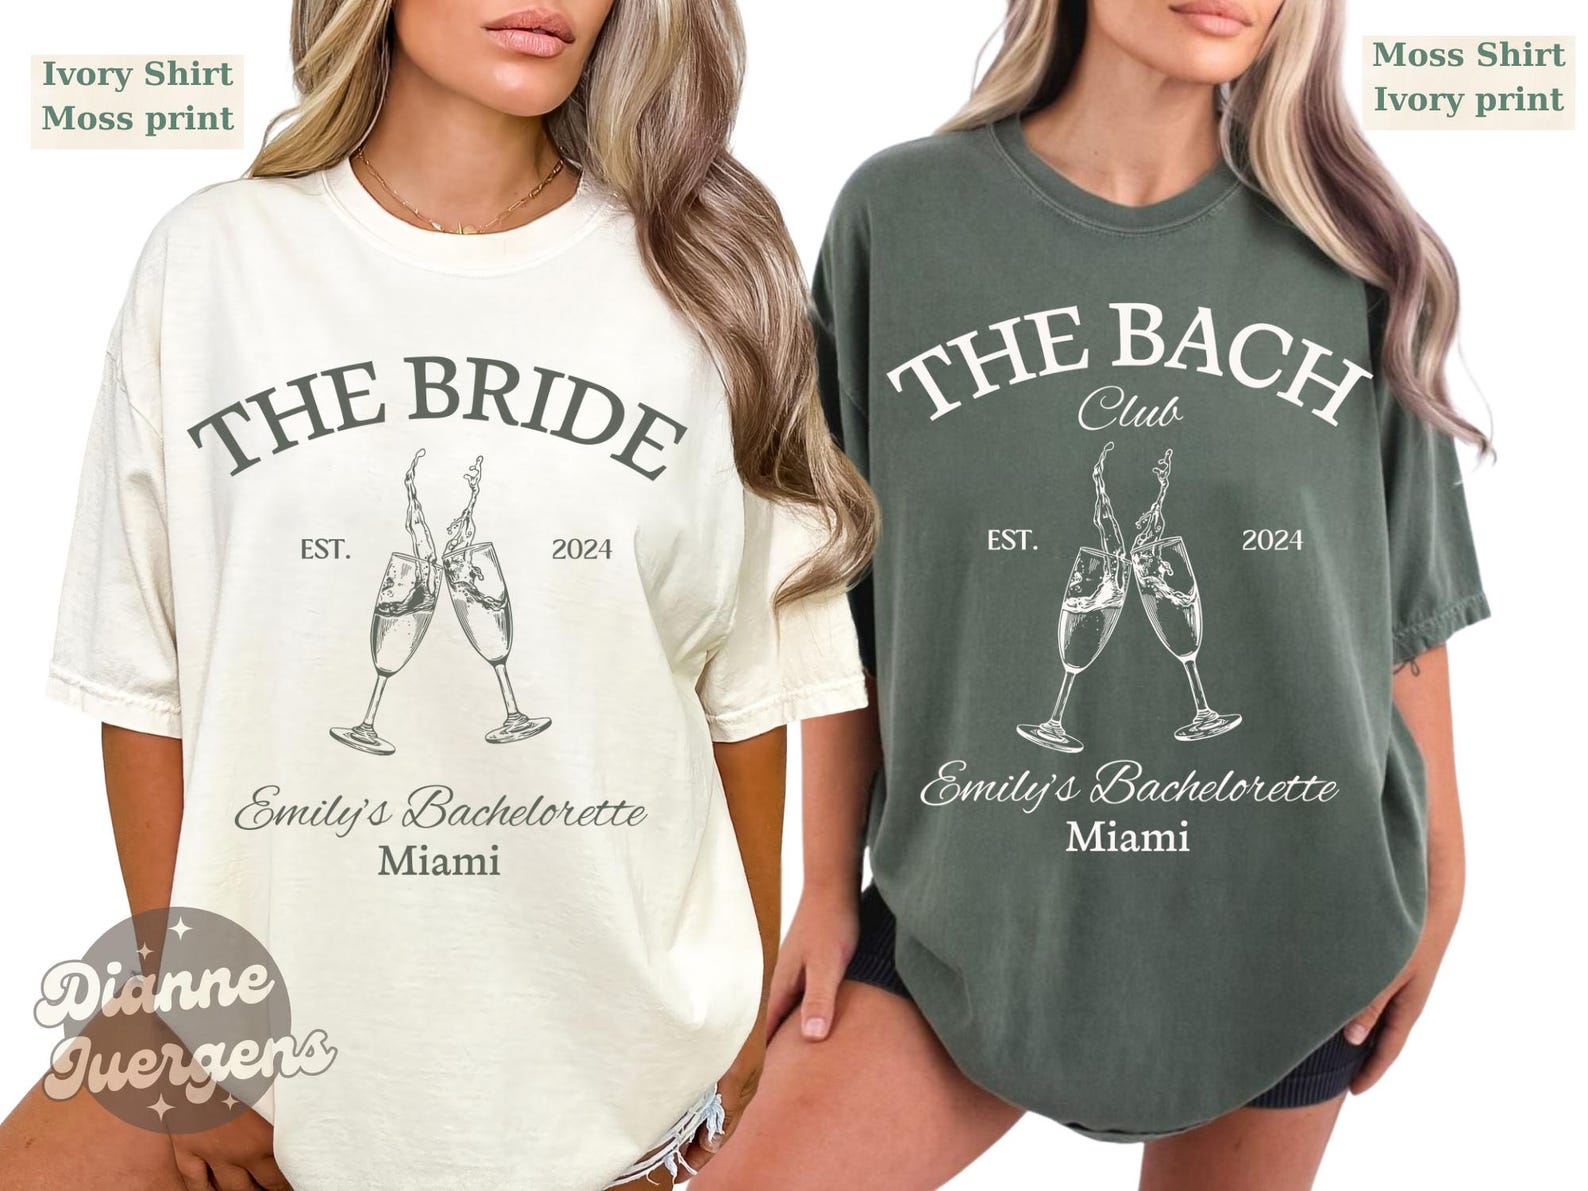 Ivory Shirt
Moss print
THE BRIDE
EST. 2024
Emily's Bachelorette
Miami
Dianne
Juergens
Moss Shirt
Ivory print
THE BACH
Club
EST. 2024
Emily's Bachelorette
Miami